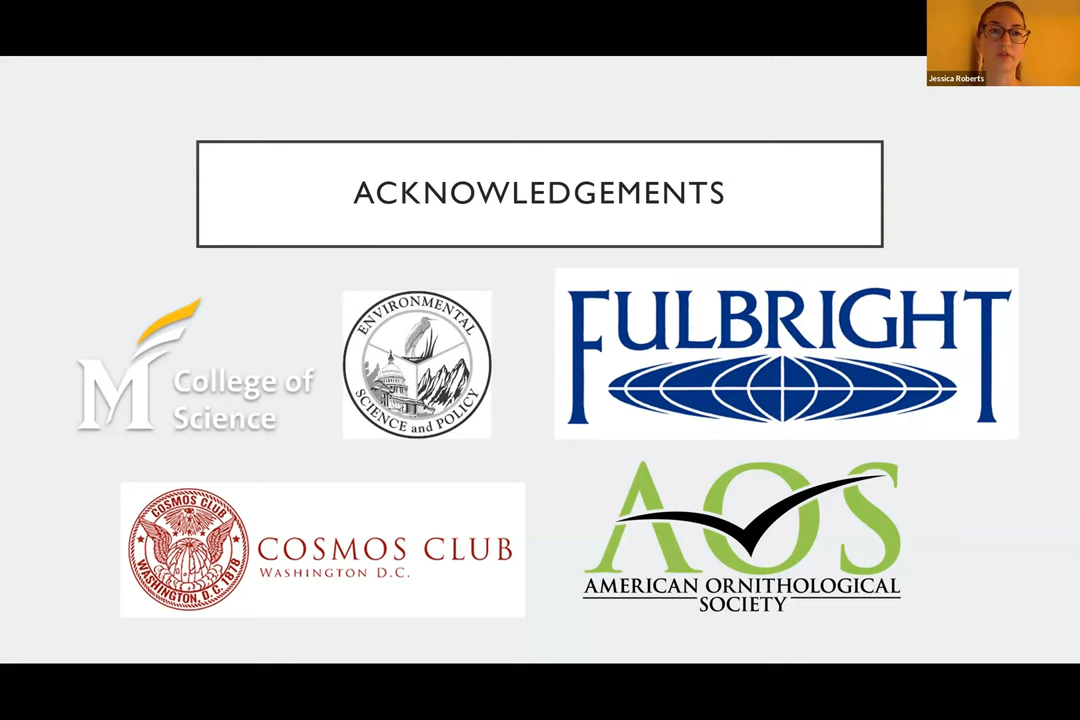 Jessica Roberts
ACKNOWLEDGEMENTS
M
College of
Science
ENVIRONMENTAL
SCIENCE and POLICY
FULBRIGHT
COSMOS CLUB
WASHINGTON, D.C. 1878
COSMOS CLUB
WASHINGTON D.C.
AOS
AMERICAN ORNITHOLOGICAL
SOCIETY